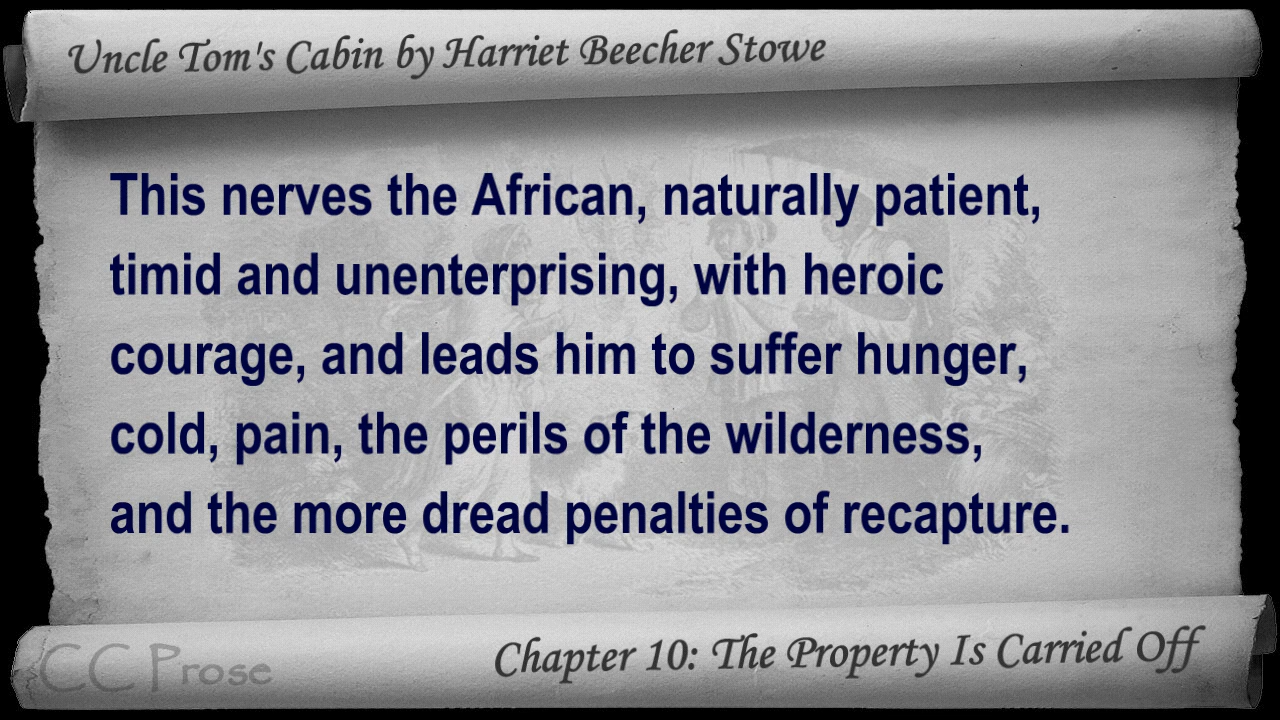 Uncle Tom's Cabin by Harriet Beecher Stowe
This nerves the African, naturally patient,
timid and unenterprising, with heroic
courage, and leads him to suffer hunger,
cold, pain, the perils of the wilderness,
and the more dread penalties of recapture.
CC Prose
Chapter 10: The Property Is Carried Off